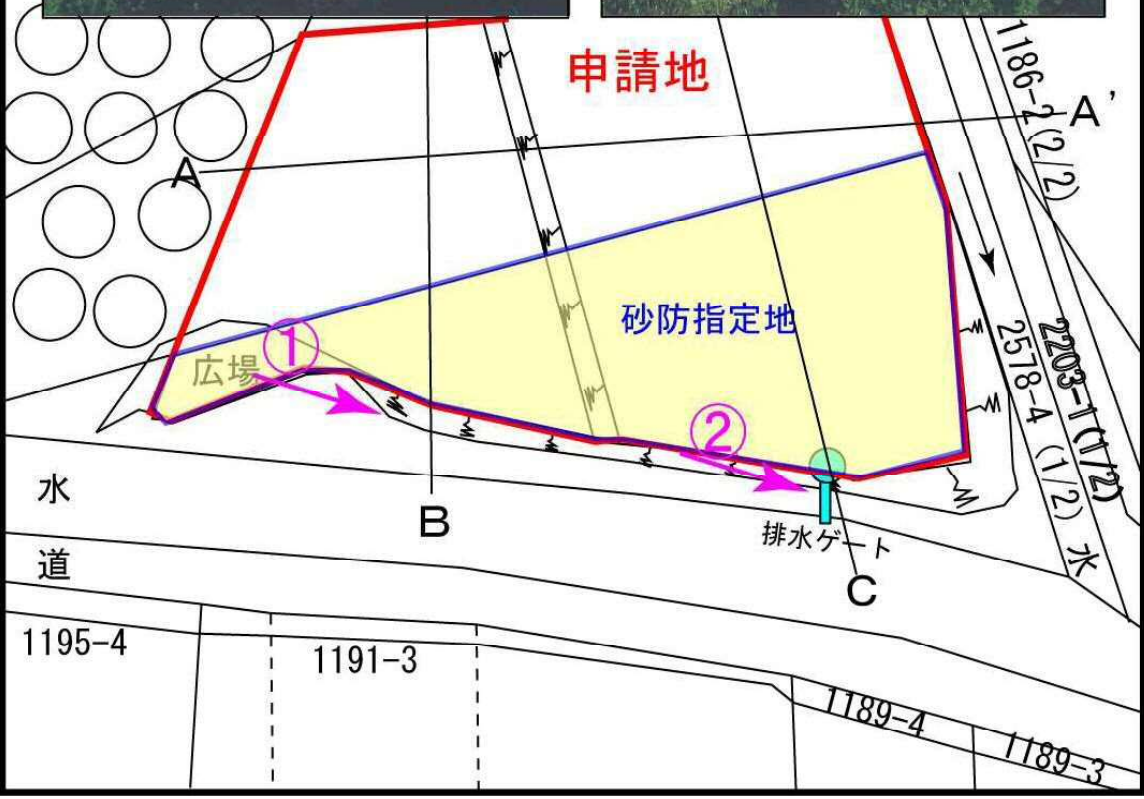 申請地
1186-2(2/2)
A'
A
砂防指定地
①
広場
2203-1(1/2)
2578-4 (1/2) 水
②
水
B
排水ゲート
道
C
1195-4
1191-3
1189-4
1189-3